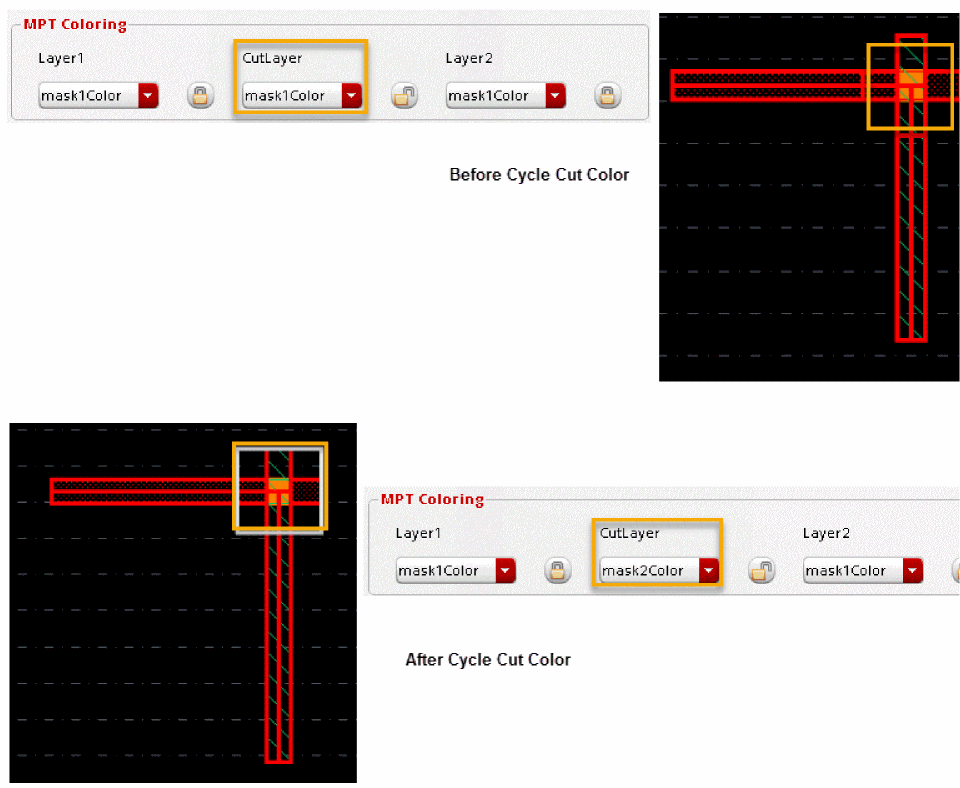 MPT Coloring
Layer1 CutLayer Layer2
mask1Color mask1Color mask1Color
Before Cycle Cut Color
MPT Coloring
Layer1 CutLayer Layer2
mask1Color mask2Color mask1Color
After Cycle Cut Color